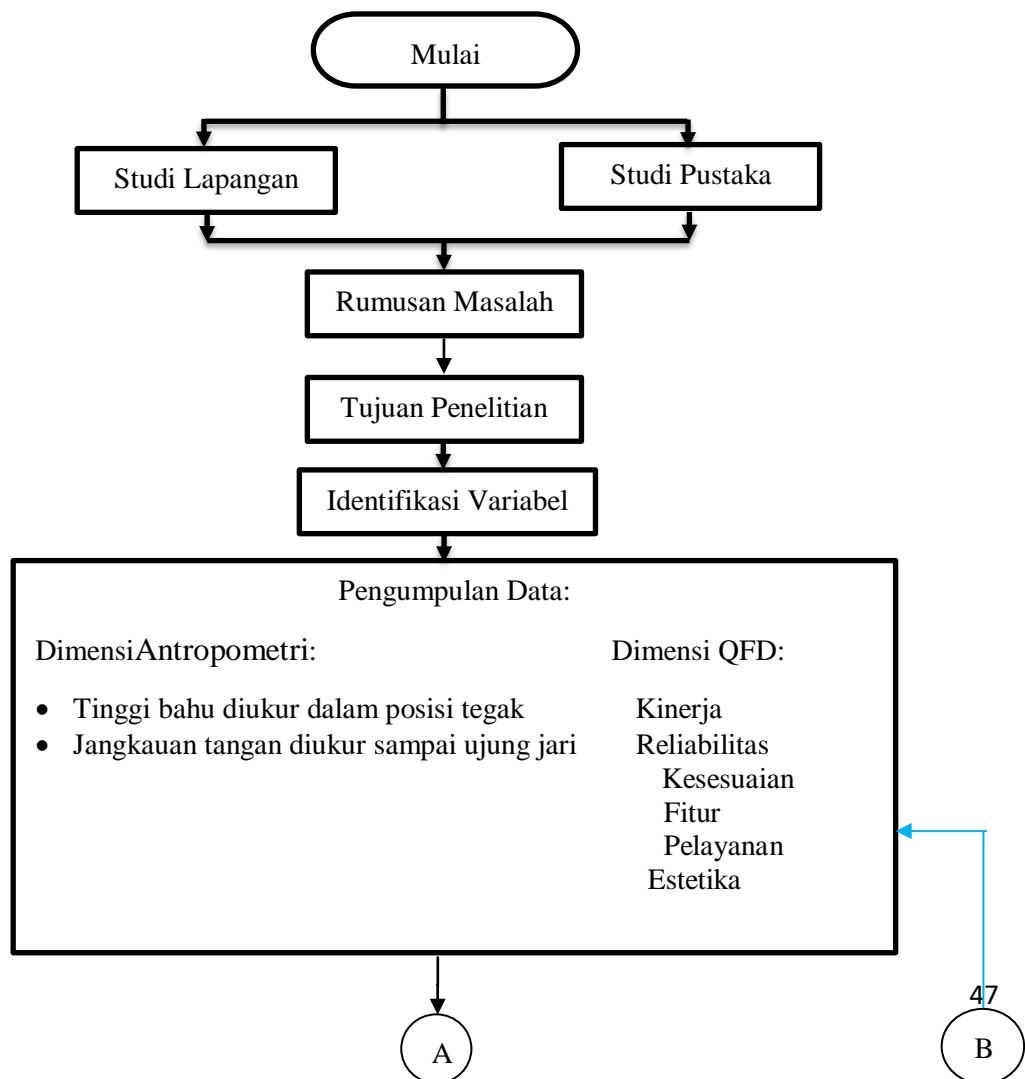 Mulai
Studi Lapangan
Studi Pustaka
Rumusan Masalah
Tujuan Penelitian
Identifikasi Variabel
Pengumpulan Data:
DimensiAntropometri:
• Tinggi bahu diukur dalam posisi tegak
• Jangkauan tangan diukur sampai ujung jari
Dimensi QFD:
Kinerja
Reliabilitas
Kesesuaian
Fitur
Pelayanan
Estetika
47
A
B